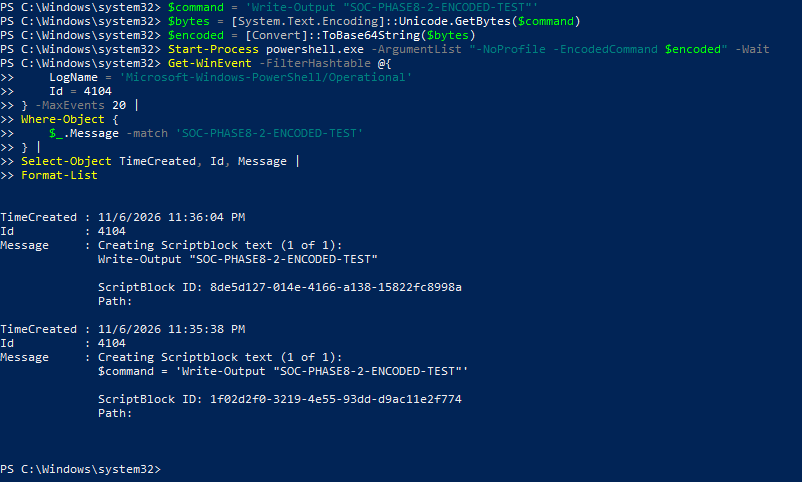 PS C:\Windows\system32> $command = 'Write-Output "SOC-PHASE8-2-ENCODED-TEST"'
PS C:\Windows\system32> $bytes = [System.Text.Encoding]::Unicode.GetBytes($command)
PS C:\Windows\system32> $encoded = [Convert]::ToBase64String($bytes)
PS C:\Windows\system32> Start-Process powershell.exe -ArgumentList "-NoProfile -EncodedCommand $encoded" -Wait
PS C:\Windows\system32> Get-WinEvent -FilterHashtable @{
>>     LogName = 'Microsoft-Windows-PowerShell/Operational'
>>     Id = 4104
>> } -MaxEvents 20 |
>> Where-Object {
>>     $_.Message -match 'SOC-PHASE8-2-ENCODED-TEST'
>> } |
>> Select-Object TimeCreated, Id, Message |
>> Format-List
TimeCreated : 11/6/2026 11:36:04 PM
Id          : 4104
Message     : Creating Scriptblock text (1 of 1):
              Write-Output "SOC-PHASE8-2-ENCODED-TEST"
              ScriptBlock ID: 8de5d127-014e-4166-a138-15822fc8998a
              Path:
TimeCreated : 11/6/2026 11:35:38 PM
Id          : 4104
Message     : Creating Scriptblock text (1 of 1):
              $command = 'Write-Output "SOC-PHASE8-2-ENCODED-TEST"'
              ScriptBlock ID: 1f02d2f0-3219-4e55-93dd-d9ac11e2f774
              Path:
PS C:\Windows\system32>